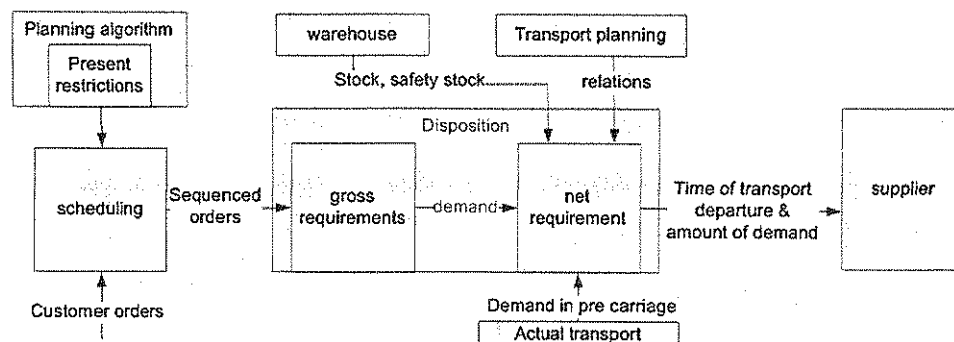 Planning algorithm
Present
restrictions
warehouse
Transport planning
Stock, safety stock
relations
Disposition
scheduling
Sequenced
orders
gross
requirements
demand
net
requirement
Time of transport
departure &
amount of demand
supplier
Customer orders
Demand in pre carriage
Actual transport